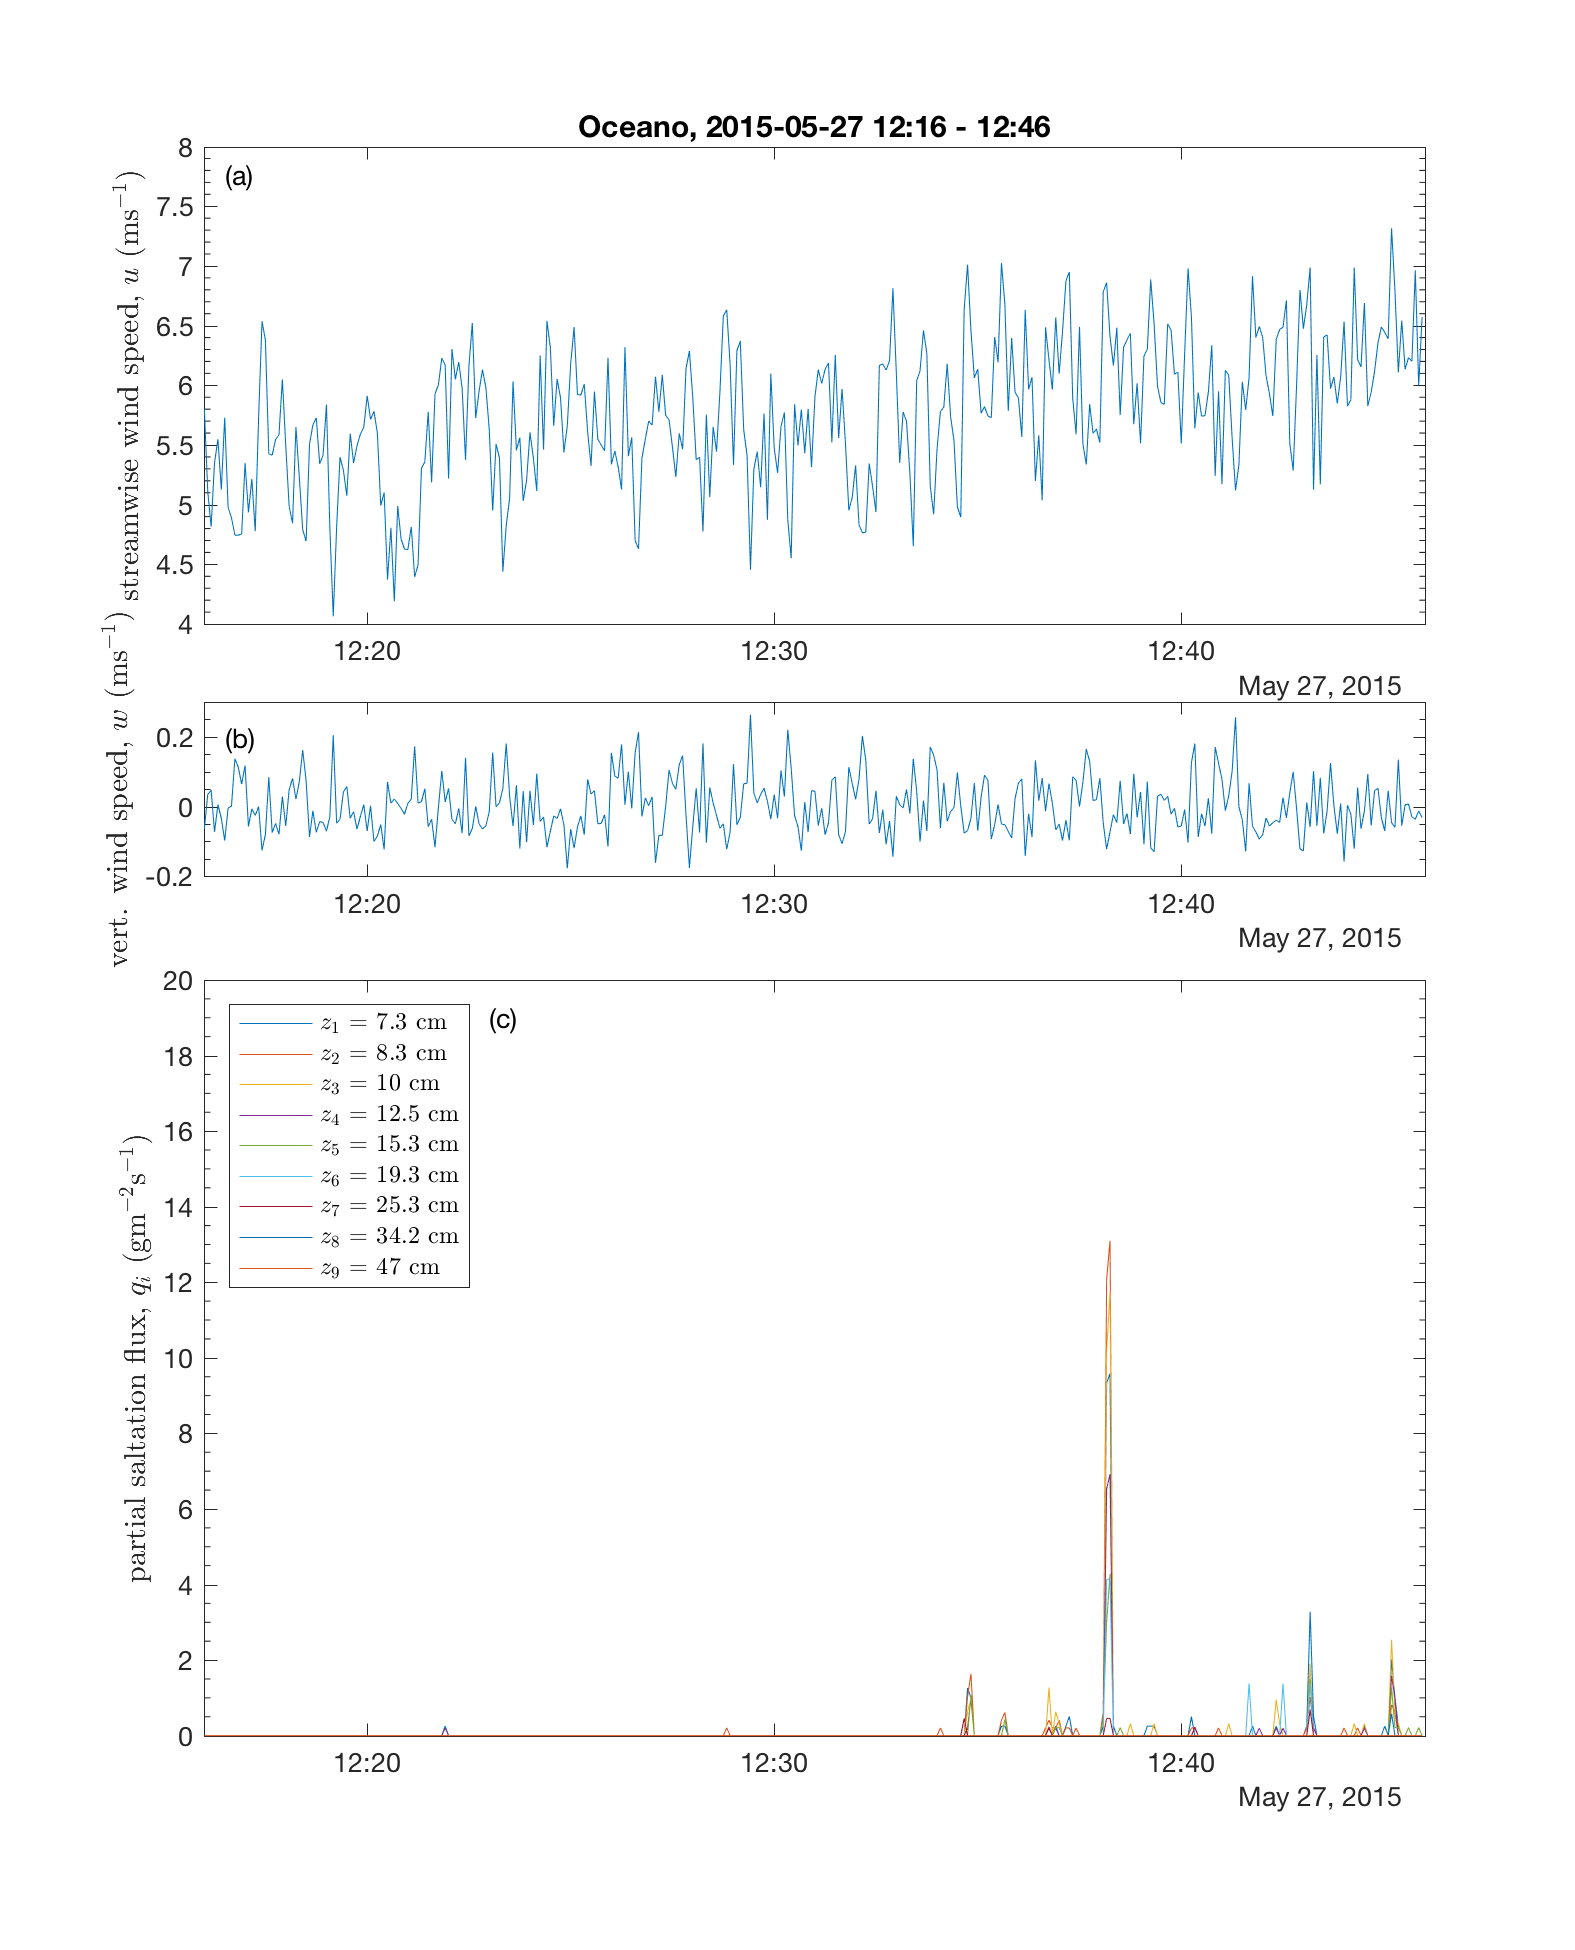 Oceano, 2015-05-27 12:16 - 12:46
(a)
streamwise wind speed, u (ms⁻¹)
8
7.5
7
6.5
6
5.5
5
4.5
4
12:20 12:30 12:40
May 27, 2015
(b)
vert. wind speed, w (ms⁻¹)
0.2
0
-0.2
12:20 12:30 12:40
May 27, 2015
(c)
partial saltation flux, qᵢ (gm⁻²s⁻¹)
20
18
16
14
12
10
8
6
4
2
0
z₁ = 7.3 cm
z₂ = 8.3 cm
z₃ = 10 cm
z₄ = 12.5 cm
z₅ = 15.3 cm
z₆ = 19.3 cm
z₇ = 25.3 cm
z₈ = 34.2 cm
z₉ = 47 cm
12:20 12:30 12:40
May 27, 2015